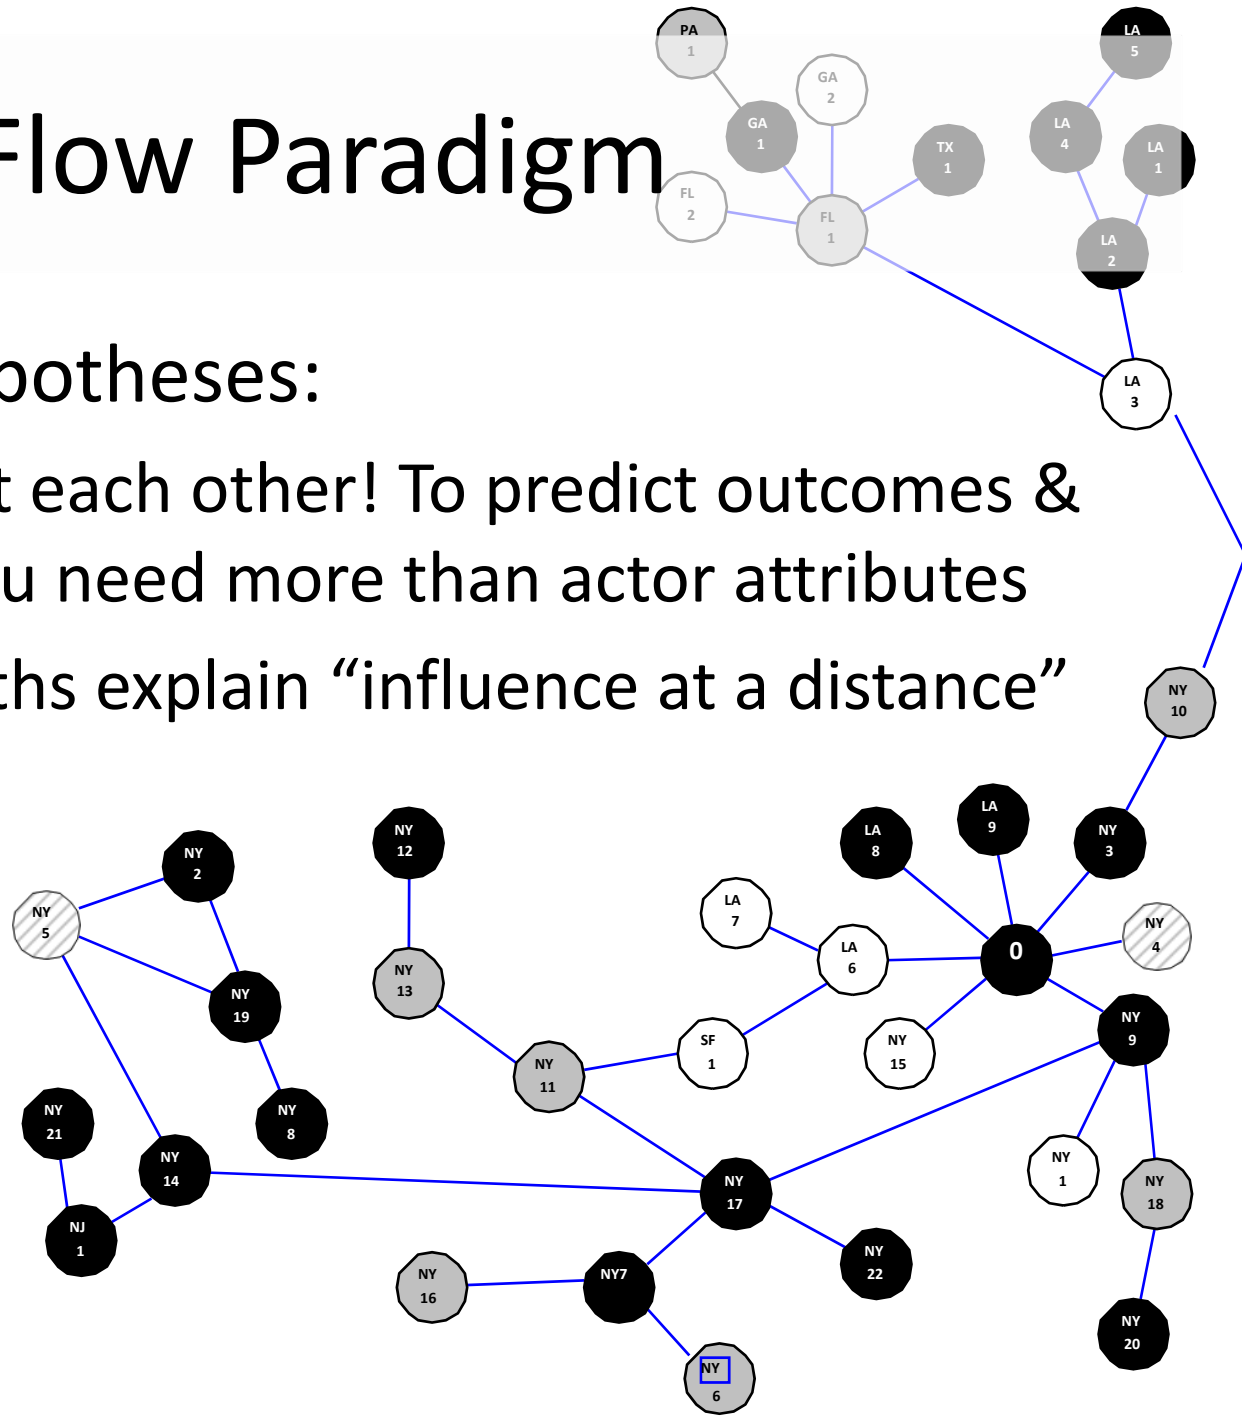 PA
1
LA
5
GA
2
GA
1
LA
4
TX
1
LA
1
Flow Paradigm
FL
2
FL
1
LA
2
potheses:
LA
3
t each other! To predict outcomes &
u need more than actor attributes
ths explain “influence at a distance”
NY
10
LA
9
NY
12
LA
8
NY
3
NY
2
LA
7
NY
5
NY
4
LA
6
0
NY
13
NY
19
NY
9
SF
1
NY
15
NY
11
NY
21
NY
8
NY
14
NY
1
NY
17
NY
18
NJ
1
NY
22
NY
16
NY7
NY
20
NY
6